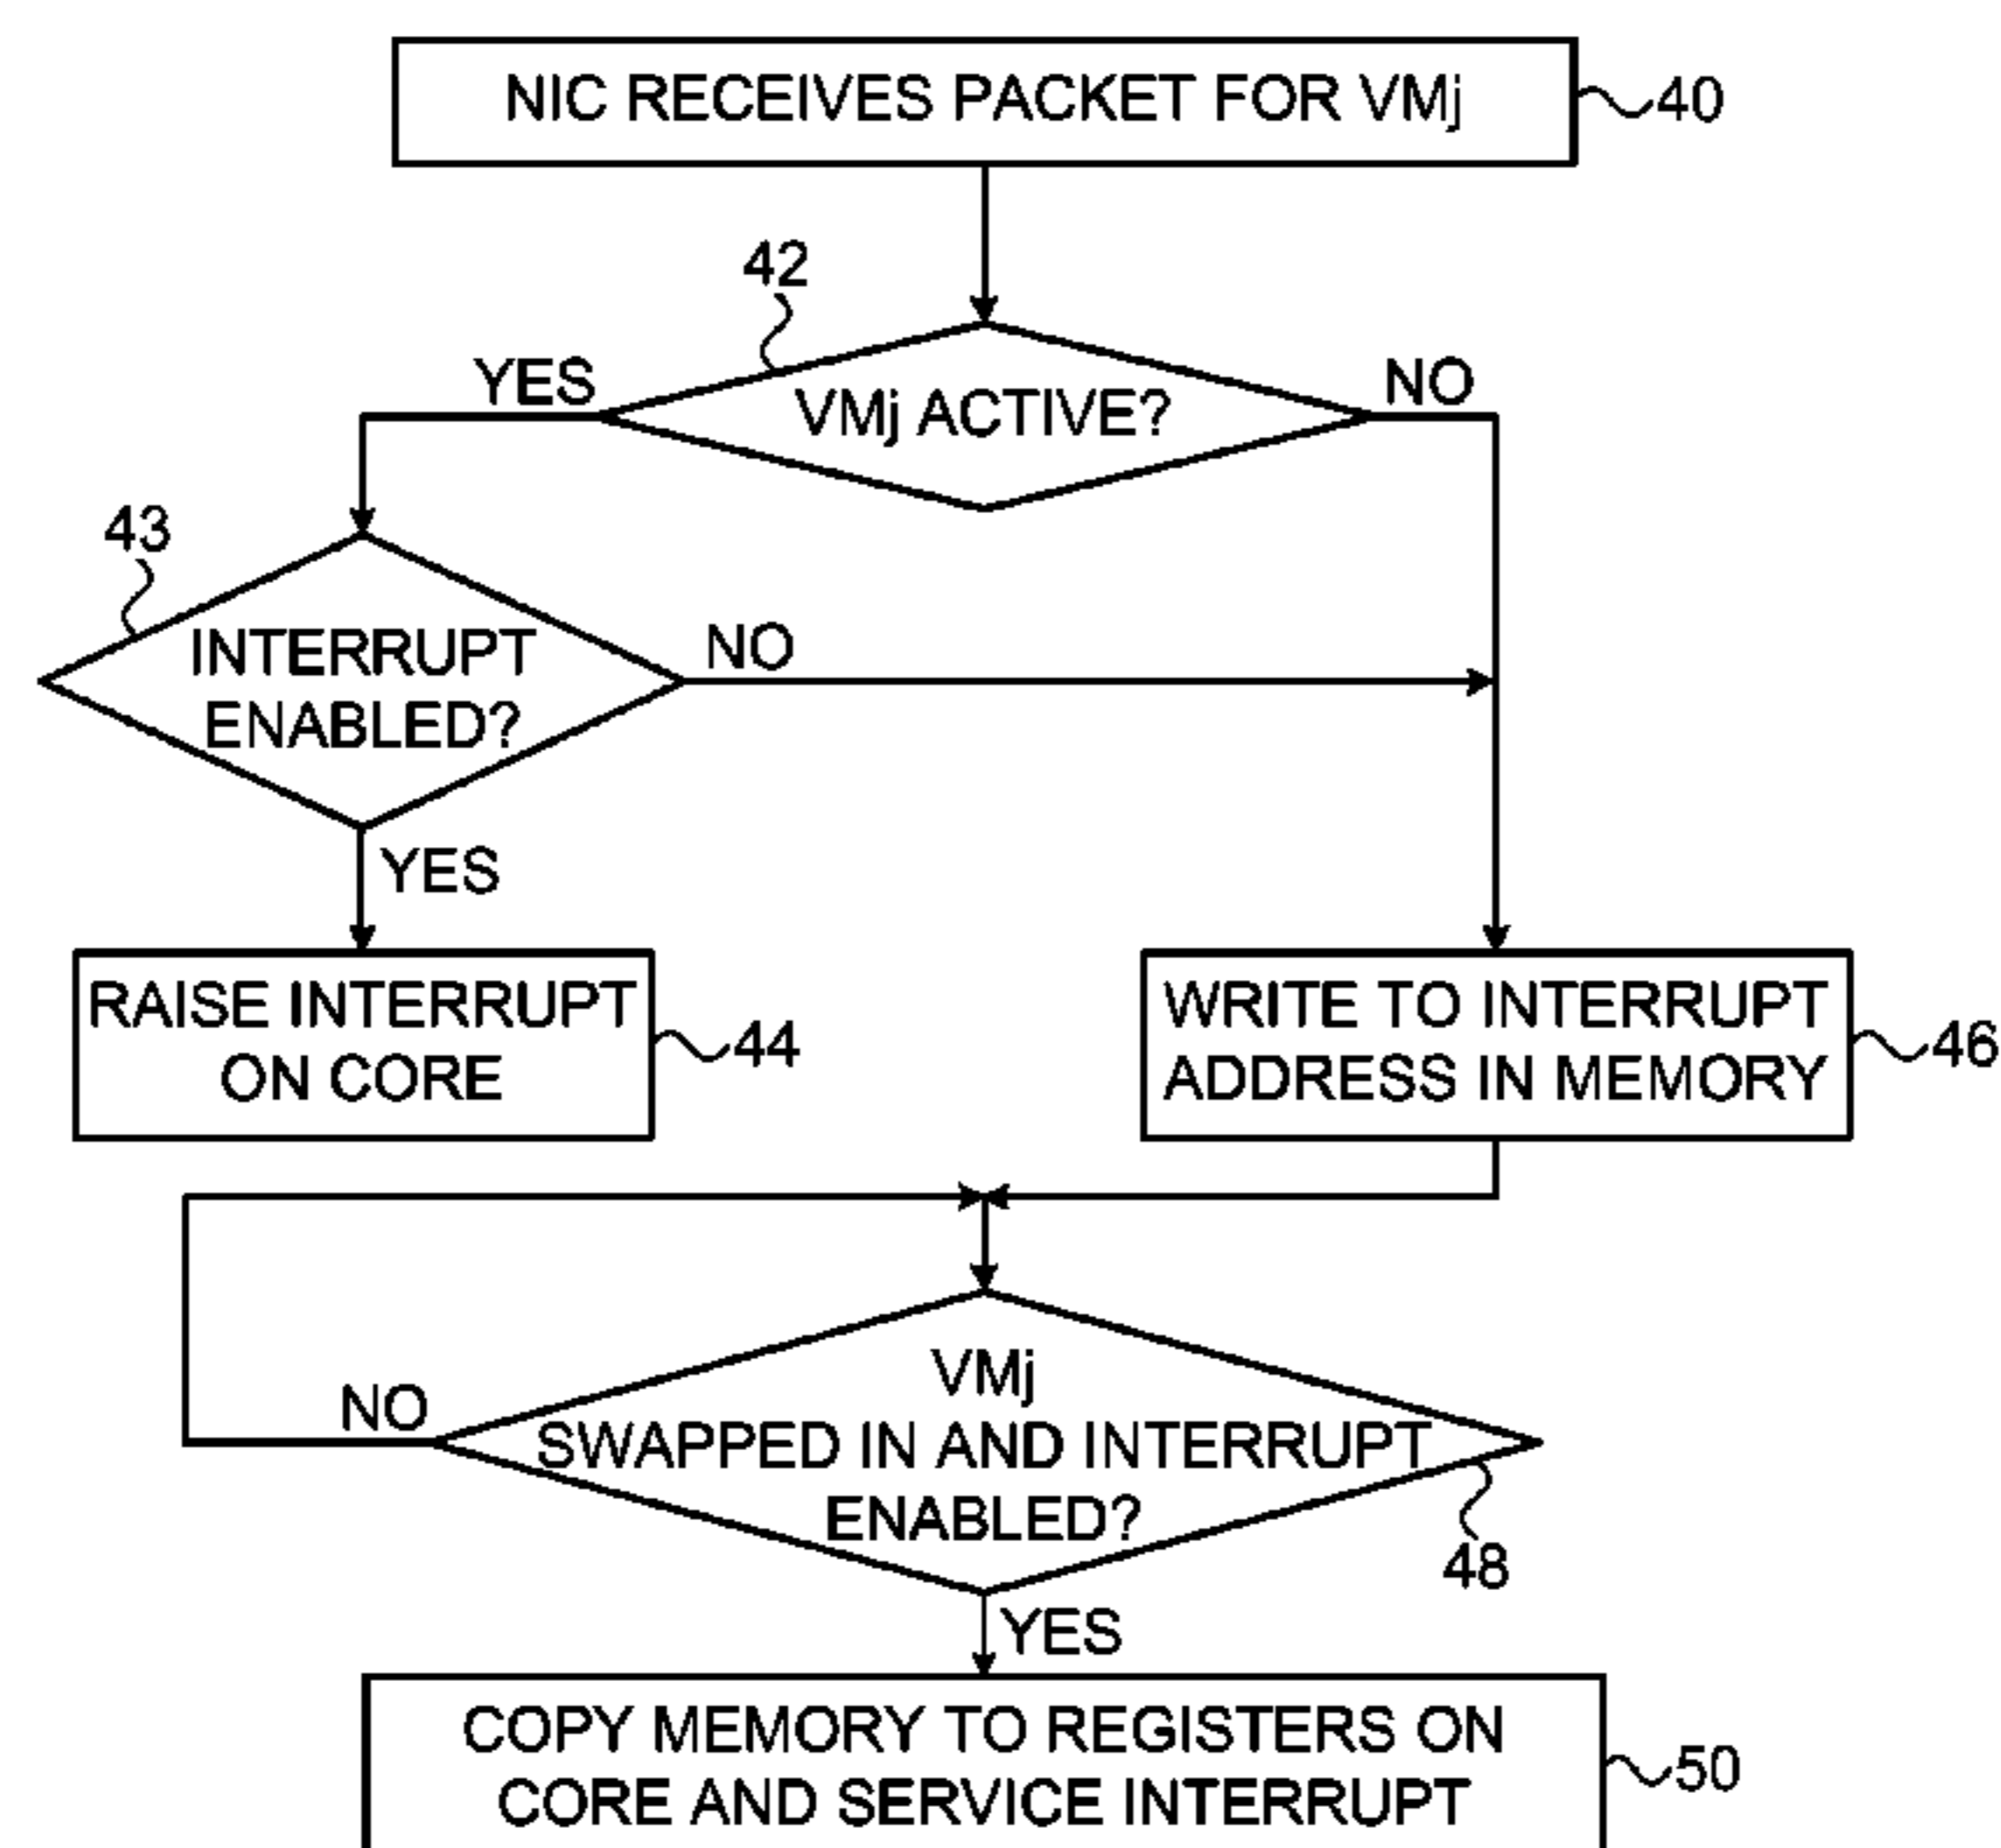 NIC RECEIVES PACKET FOR VMj
40
42
YES
VMj ACTIVE?
NO
43
INTERRUPT
ENABLED?
NO
YES
RAISE INTERRUPT
ON CORE
44
WRITE TO INTERRUPT
ADDRESS IN MEMORY
46
VMj
SWAPPED IN AND INTERRUPT
ENABLED?
NO
48
YES
COPY MEMORY TO REGISTERS ON
CORE AND SERVICE INTERRUPT
50